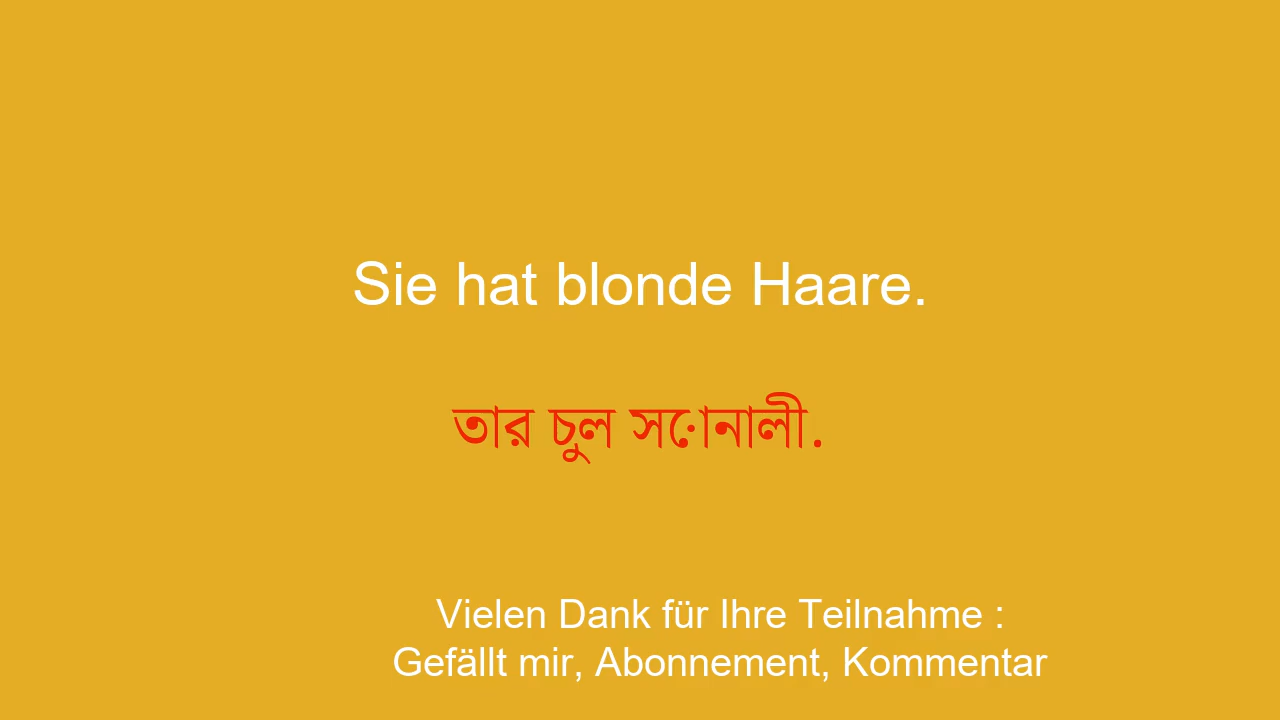 Sie hat blonde Haare.
তার চুল সোনালী.
Vielen Dank für Ihre Teilnahme :
Gefällt mir, Abonnement, Kommentar